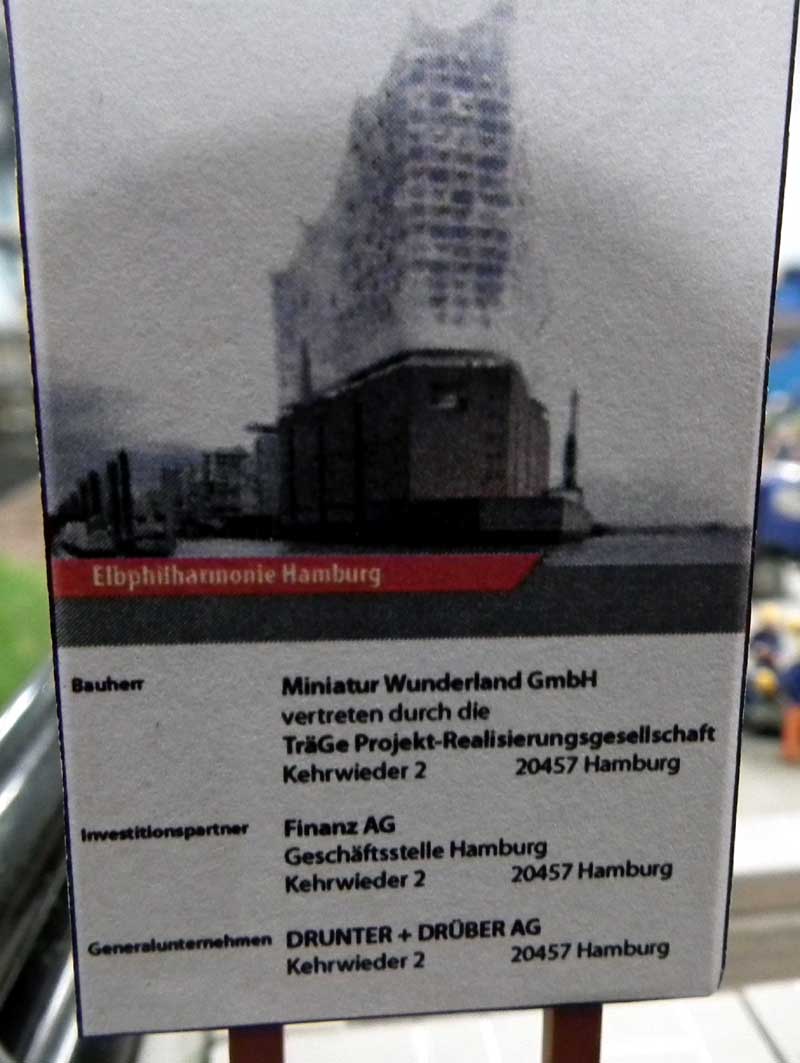 Elbphilharmonie Hamburg
Bauherr Miniatur Wunderland GmbH
vertreten durch die
TräGe Projekt-Realisierungsgesellschaft
Kehrwieder 2 20457 Hamburg
Investitionspartner Finanz AG
Geschäftsstelle Hamburg
Kehrwieder 2 20457 Hamburg
Generalunternehmen DRUNTER + DRÜBER AG
Kehrwieder 2 20457 Hamburg